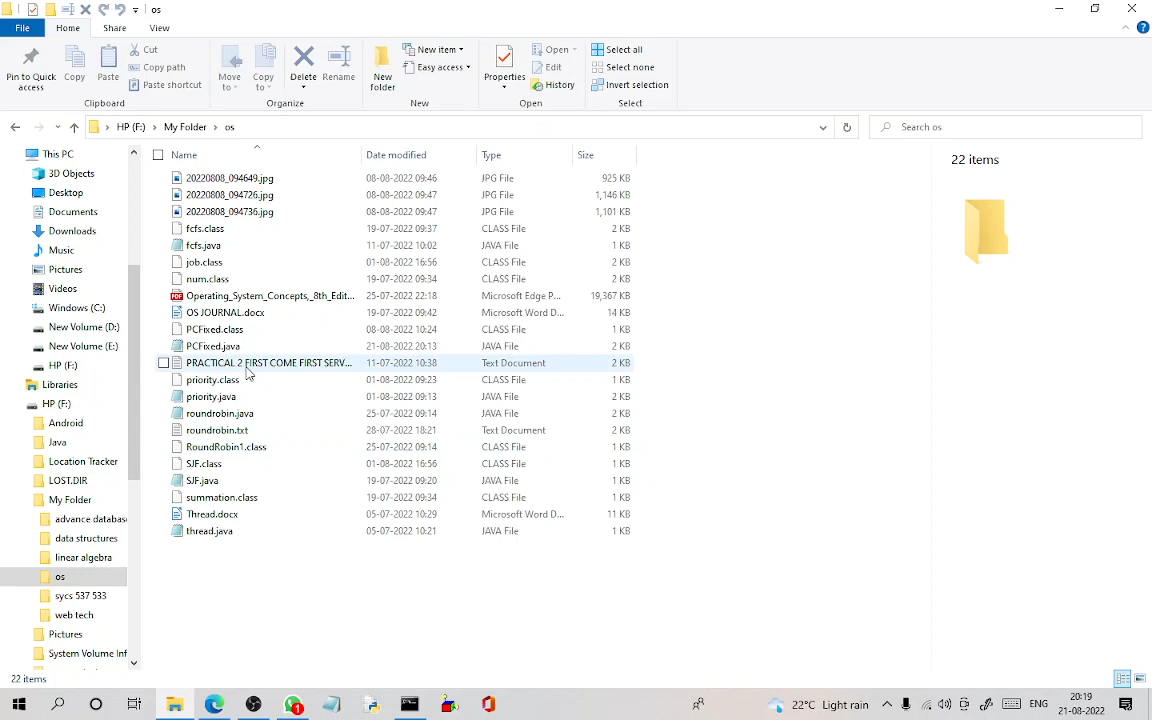 os
File Home Share View
Pin to Quick access
Copy
Paste
Cut
Copy path
Paste shortcut
Clipboard
Move to
Copy to
Delete
Rename
Organize
New folder
New item
Easy access
New
Properties
Open
Edit
History
Open
Select all
Select none
Invert selection
Select
HP (F:) My Folder os
Search os
This PC
3D Objects
Desktop
Documents
Downloads
Music
Pictures
Videos
Windows (C:)
New Volume (D:)
New Volume (E:)
HP (F:)
Libraries
HP (F:)
Android
Java
Location Tracker
LOST.DIR
My Folder
advance databas
data structures
linear algebra
os
sycs 537 533
web tech
Pictures
System Volume Inf
Name Date modified Type Size
20220808_094649.jpg 08-08-2022 09:46 JPG File 925 KB
20220808_094726.jpg 08-08-2022 09:47 JPG File 1,146 KB
20220808_094736.jpg 08-08-2022 09:47 JPG File 1,101 KB
fcfs.class 19-07-2022 09:37 CLASS File 2 KB
fcfs.java 11-07-2022 10:02 JAVA File 1 KB
job.class 01-08-2022 16:56 CLASS File 2 KB
num.class 19-07-2022 09:34 CLASS File 1 KB
Operating_System_Concepts,_8th_Edit... 25-07-2022 22:18 Microsoft Edge P... 19,367 KB
OS JOURNAL.docx 19-07-2022 09:42 Microsoft Word D... 14 KB
PCFixed.class 08-08-2022 10:24 CLASS File 1 KB
PCFixed.java 21-08-2022 20:13 JAVA File 2 KB
PRACTICAL 2 FIRST COME FIRST SERV... 11-07-2022 10:38 Text Document 2 KB
priority.class 01-08-2022 09:23 CLASS File 1 KB
priority.java 01-08-2022 09:13 JAVA File 2 KB
roundrobin.java 25-07-2022 09:14 JAVA File 2 KB
roundrobin.txt 28-07-2022 18:21 Text Document 2 KB
RoundRobin1.class 25-07-2022 09:14 CLASS File 1 KB
SJF.class 01-08-2022 16:56 CLASS File 1 KB
SJF.java 19-07-2022 09:20 JAVA File 1 KB
summation.class 19-07-2022 09:34 CLASS File 1 KB
Thread.docx 05-07-2022 10:29 Microsoft Word D... 11 KB
thread.java 05-07-2022 10:21 JAVA File 1 KB
22 items
22 items
22°C Light rain
ENG
20:19
21-08-2022